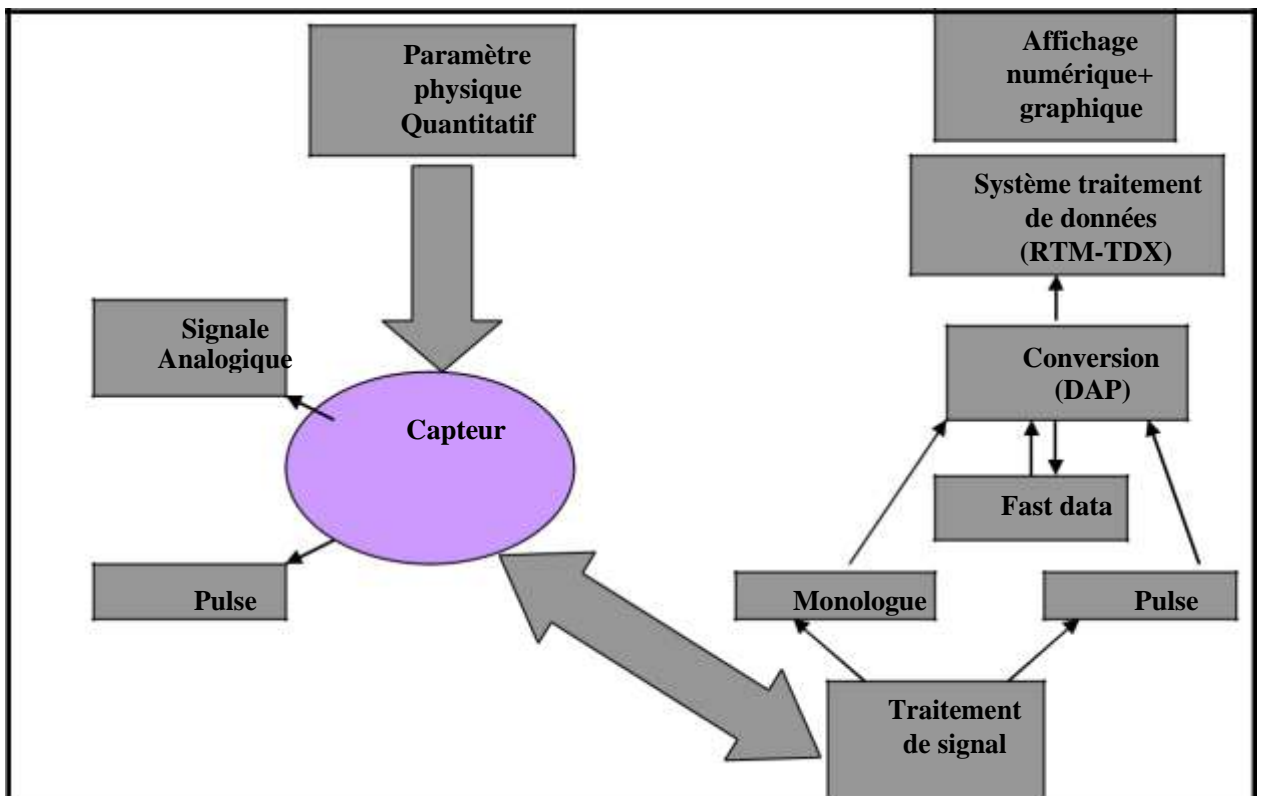 Paramètre
physique
Quantitatif
Affichage
numérique+
graphique
Système traitement
de données
(RTM-TDX)
Signale
Analogique
Conversion
(DAP)
Capteur
Fast data
Pulse
Monologue
Pulse
Traitement
de signal